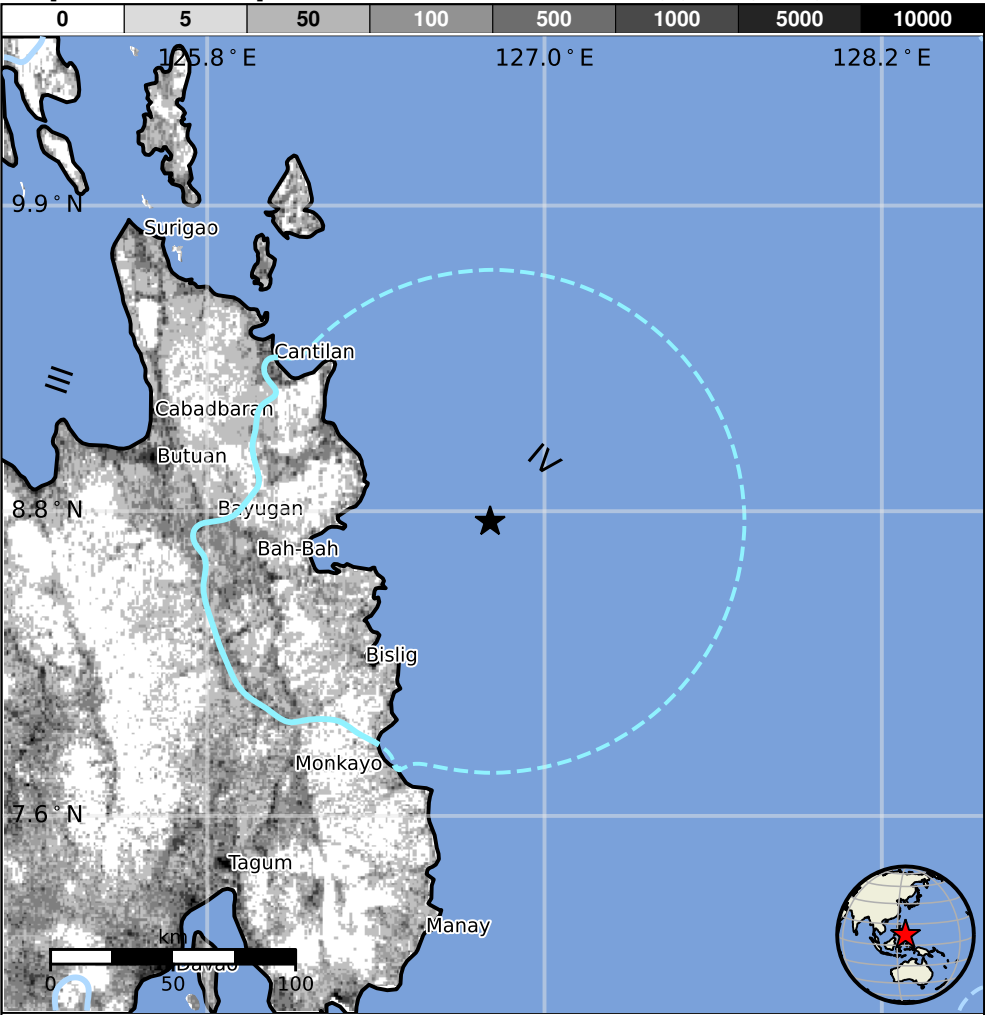 0 5 50 100 500 1000 5000 10000
125.8°E 127.0°E 128.2°E
9.9°N
Surigao
Cantilan
III
Cabadbaran
IV
Butuan
8.8°N
Bayugan
Bah-Bah
Bislig
Monkayo
7.6°N
Tagum
Manay
km
Davao
0 50 100